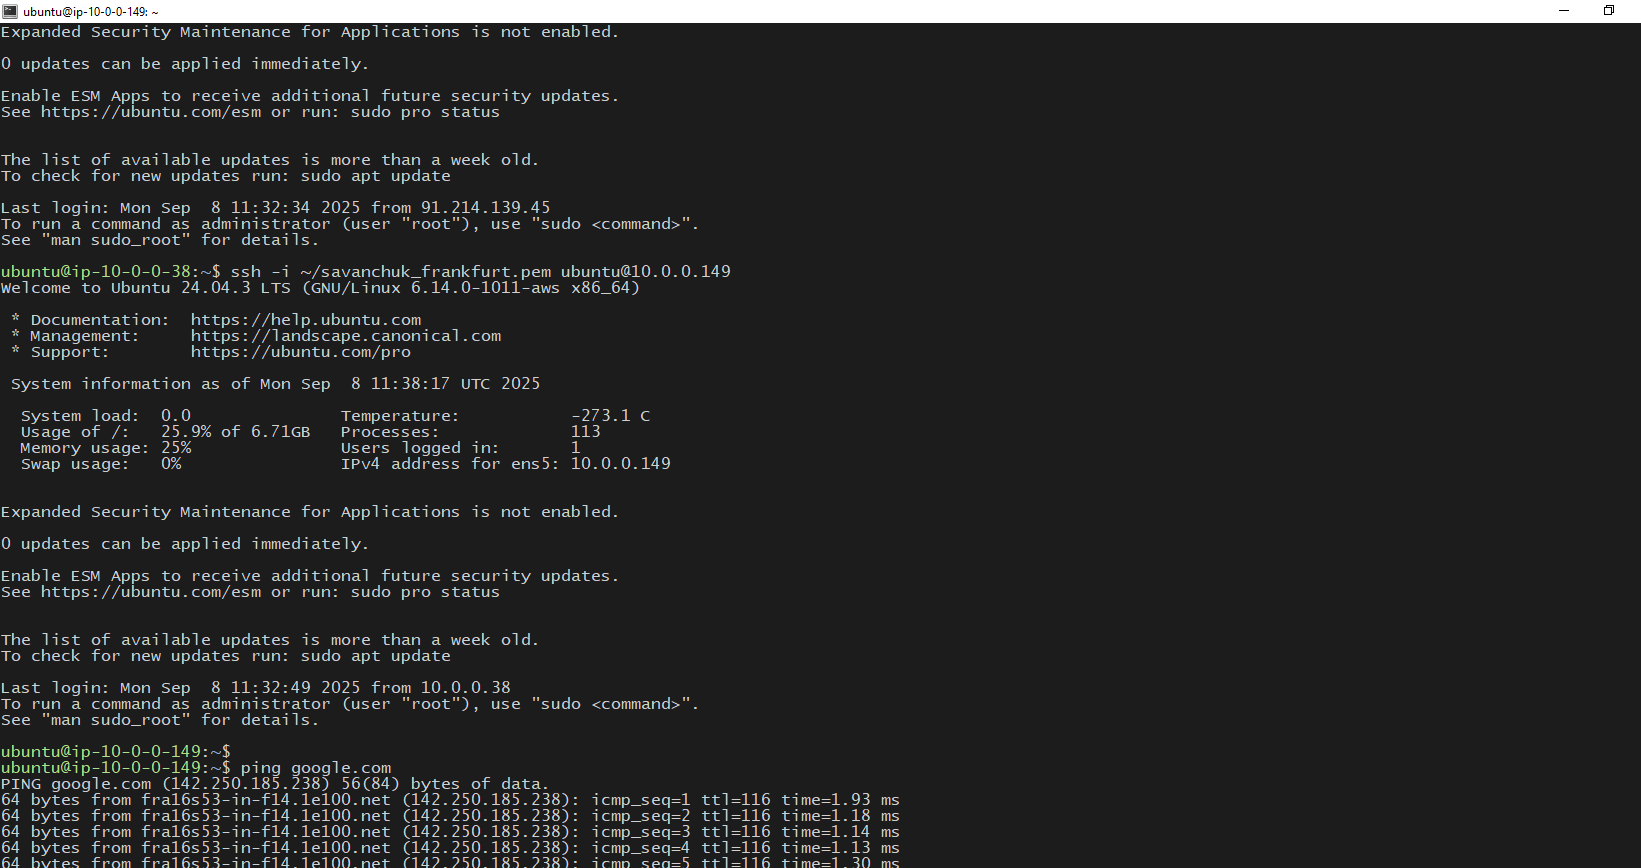 ubuntu@ip-10-0-0-149: ~
Expanded Security Maintenance for Applications is not enabled.
0 updates can be applied immediately.
Enable ESM Apps to receive additional future security updates.
See https://ubuntu.com/esm or run: sudo pro status
The list of available updates is more than a week old.
To check for new updates run: sudo apt update
Last login: Mon Sep  8 11:32:34 2025 from 91.214.139.45
To run a command as administrator (user "root"), use "sudo <command>".
See "man sudo_root" for details.
ubuntu@ip-10-0-0-38:~$ ssh -i ~/savanchuk_frankfurt.pem ubuntu@10.0.0.149
Welcome to Ubuntu 24.04.3 LTS (GNU/Linux 6.14.0-1011-aws x86_64)
 * Documentation:  https://help.ubuntu.com
 * Management:     https://landscape.canonical.com
 * Support:        https://ubuntu.com/pro
 System information as of Mon Sep  8 11:38:17 UTC 2025
  System load:  0.0               Temperature:           -273.1 C
  Usage of /:   25.9% of 6.71GB   Processes:             113
  Memory usage: 25%               Users logged in:       1
  Swap usage:   0%                IPv4 address for ens5: 10.0.0.149
Expanded Security Maintenance for Applications is not enabled.
0 updates can be applied immediately.
Enable ESM Apps to receive additional future security updates.
See https://ubuntu.com/esm or run: sudo pro status
The list of available updates is more than a week old.
To check for new updates run: sudo apt update
Last login: Mon Sep  8 11:32:49 2025 from 10.0.0.38
To run a command as administrator (user "root"), use "sudo <command>".
See "man sudo_root" for details.
ubuntu@ip-10-0-0-149:~$
ubuntu@ip-10-0-0-149:~$ ping google.com
PING google.com (142.250.185.238) 56(84) bytes of data.
64 bytes from fra16s53-in-f14.1e100.net (142.250.185.238): icmp_seq=1 ttl=116 time=1.93 ms
64 bytes from fra16s53-in-f14.1e100.net (142.250.185.238): icmp_seq=2 ttl=116 time=1.18 ms
64 bytes from fra16s53-in-f14.1e100.net (142.250.185.238): icmp_seq=3 ttl=116 time=1.14 ms
64 bytes from fra16s53-in-f14.1e100.net (142.250.185.238): icmp_seq=4 ttl=116 time=1.13 ms
64 bytes from fra16s53-in-f14.1e100.net (142.250.185.238): icmp_seq=5 ttl=116 time=1.30 ms